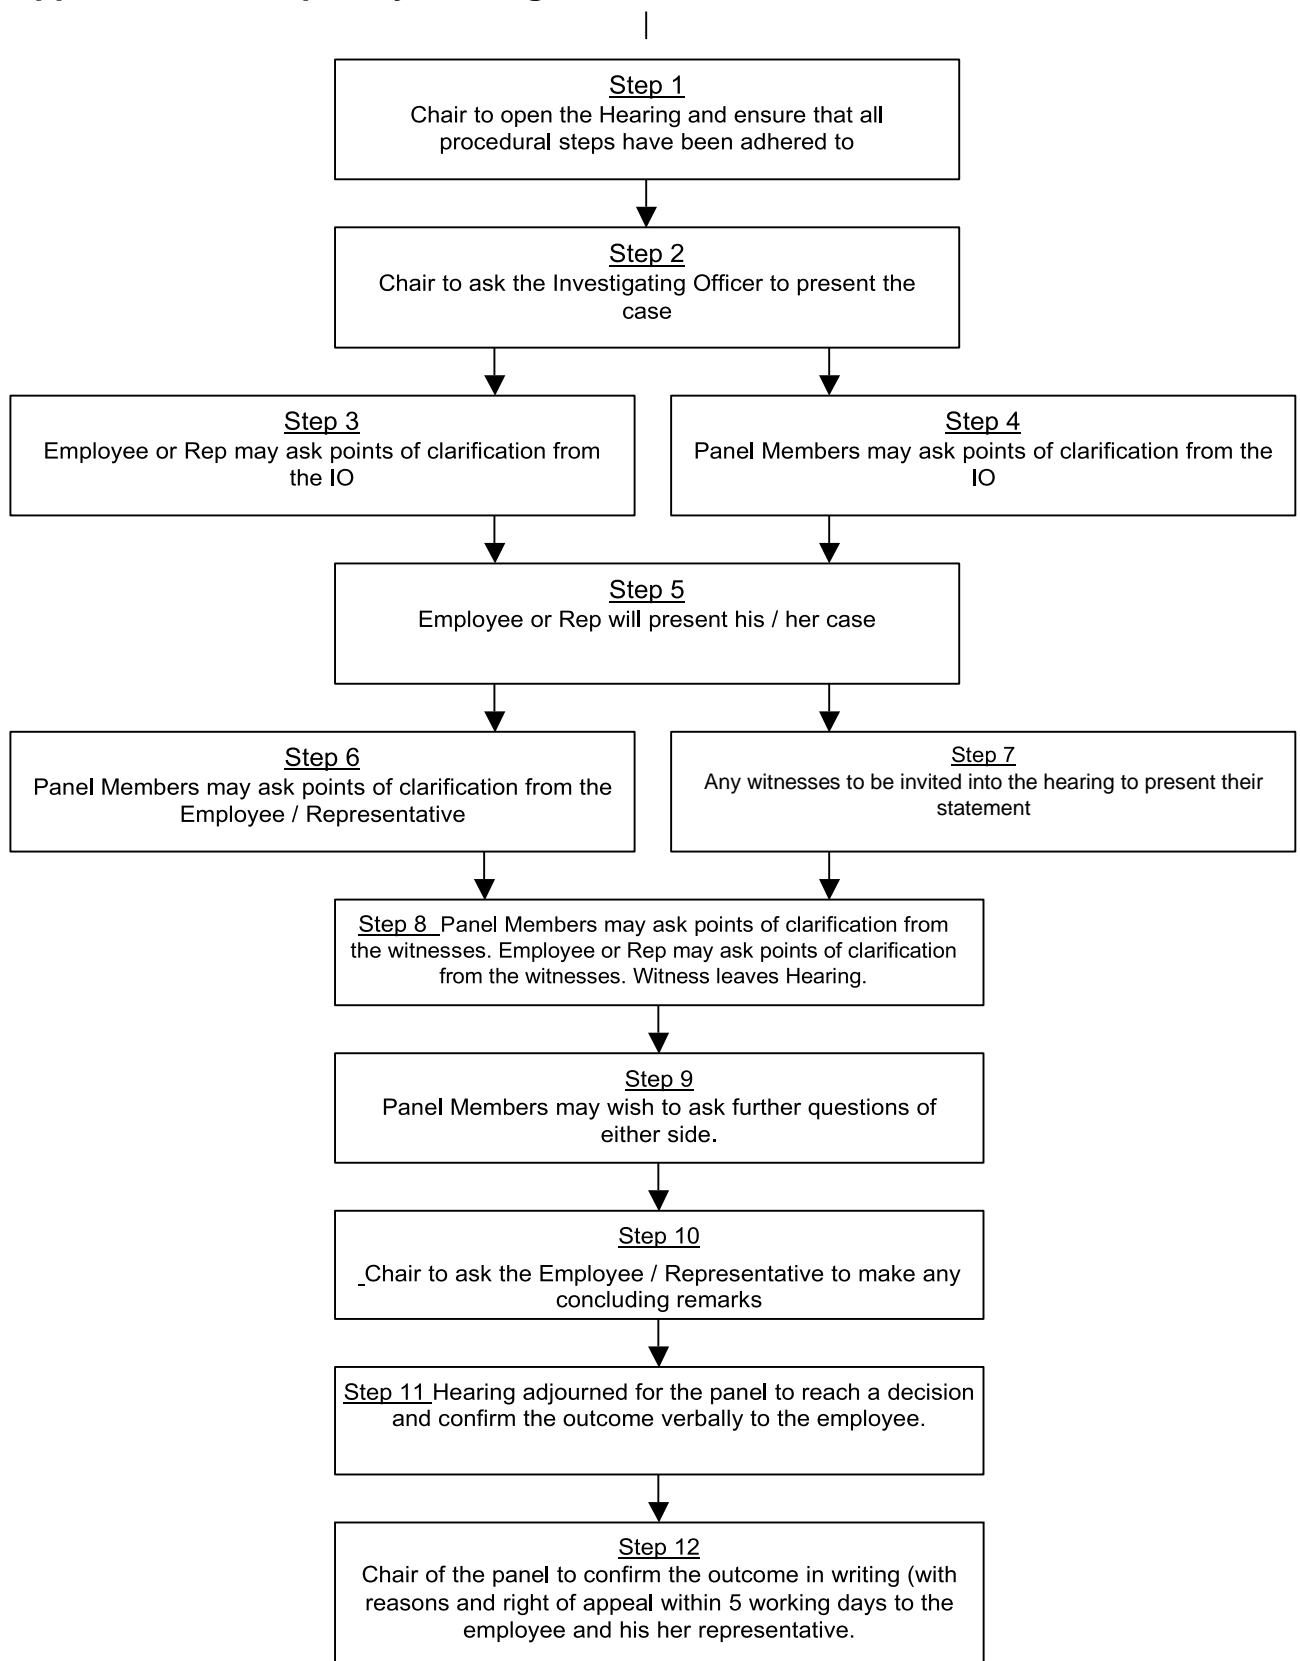 Step 1
Chair to open the Hearing and ensure that all
procedural steps have been adhered to
Step 2
Chair to ask the Investigating Officer to present the
case
Step 3
Employee or Rep may ask points of clarification from
the IO
Step 4
Panel Members may ask points of clarification from the
IO
Step 5
Employee or Rep will present his / her case
Step 6
Panel Members may ask points of clarification from the
Employee / Representative
Step 7
Any witnesses to be invited into the hearing to present their
statement
Step 8 Panel Members may ask points of clarification from
the witnesses. Employee or Rep may ask points of clarification
from the witnesses. Witness leaves Hearing.
Step 9
Panel Members may wish to ask further questions of
either side.
Step 10
Chair to ask the Employee / Representative to make any
concluding remarks
Step 11 Hearing adjourned for the panel to reach a decision
and confirm the outcome verbally to the employee.
Step 12
Chair of the panel to confirm the outcome in writing (with
reasons and right of appeal within 5 working days to the
employee and his her representative.